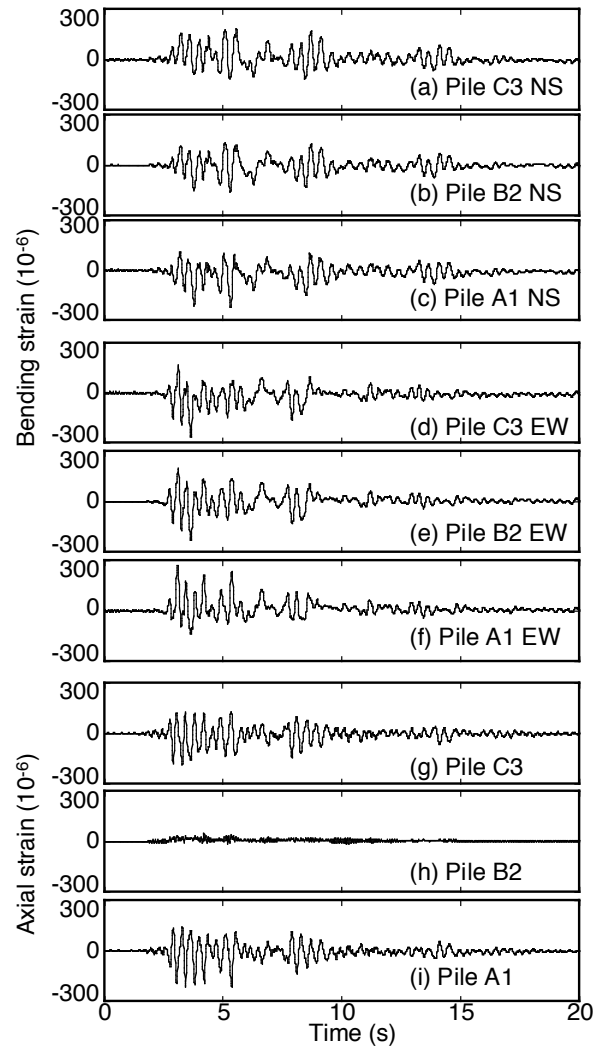 300
0
-300
(a) Pile C3 NS
300
0
-300
(b) Pile B2 NS
300
0
-300
(c) Pile A1 NS
Bending strain (10-6)
300
0
-300
(d) Pile C3 EW
300
0
-300
(e) Pile B2 EW
300
0
-300
(f) Pile A1 EW
Axial strain (10-6)
300
0
-300
(g) Pile C3
300
0
-300
(h) Pile B2
300
0
-300
(i) Pile A1
0 5 10 15 20
Time (s)